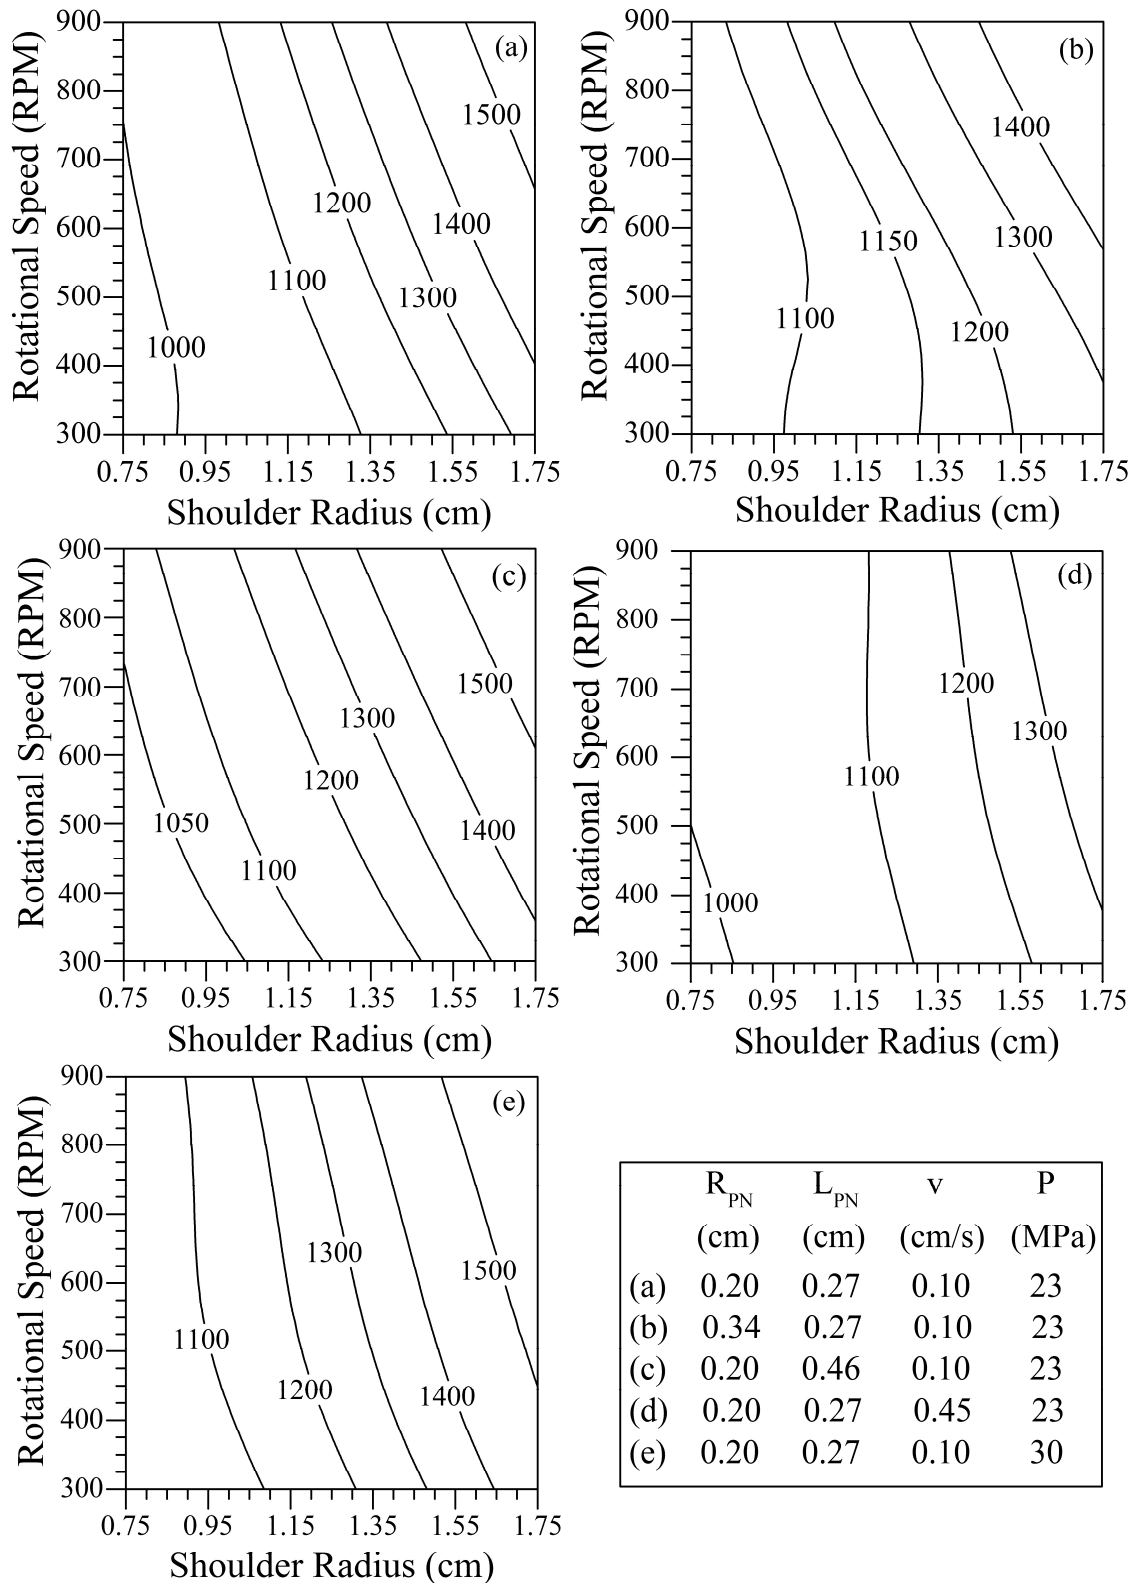 (a)
Rotational Speed (RPM)
900
800
700
600
500
400
300
1000
1100
1200
1300
1400
1500
0.75 0.95 1.15 1.35 1.55 1.75
Shoulder Radius (cm)
(b)
Rotational Speed (RPM)
900
800
700
600
500
400
300
1100
1150
1200
1300
1400
0.75 0.95 1.15 1.35 1.55 1.75
Shoulder Radius (cm)
(c)
Rotational Speed (RPM)
900
800
700
600
500
400
300
1050
1100
1200
1300
1400
1500
0.75 0.95 1.15 1.35 1.55 1.75
Shoulder Radius (cm)
(d)
Rotational Speed (RPM)
900
800
700
600
500
400
300
1000
1100
1200
1300
0.75 0.95 1.15 1.35 1.55 1.75
Shoulder Radius (cm)
(e)
Rotational Speed (RPM)
900
800
700
600
500
400
300
1100
1200
1300
1400
1500
0.75 0.95 1.15 1.35 1.55 1.75
Shoulder Radius (cm)
R_PN L_PN v P
(cm) (cm) (cm/s) (MPa)
(a) 0.20 0.27 0.10 23
(b) 0.34 0.27 0.10 23
(c) 0.20 0.46 0.10 23
(d) 0.20 0.27 0.45 23
(e) 0.20 0.27 0.10 30